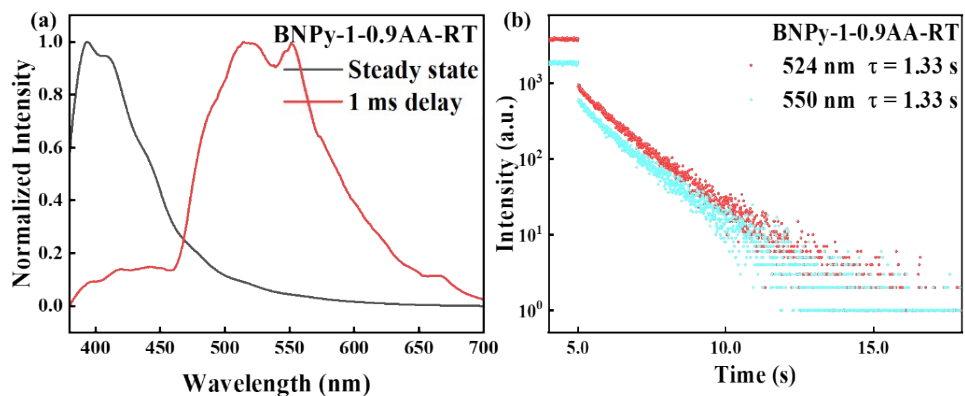 (a)
BNPy-1-0.9AA-RT
Steady state
1 ms delay
Normalized Intensity
1.0
0.8
0.6
0.4
0.2
0.0
400 450 500 550 600 650 700
Wavelength (nm)
(b)
BNPy-1-0.9AA-RT
524 nm τ = 1.33 s
550 nm τ = 1.33 s
Intensity (a.u.)
10³
10²
10¹
10⁰
5.0 10.0 15.0
Time (s)